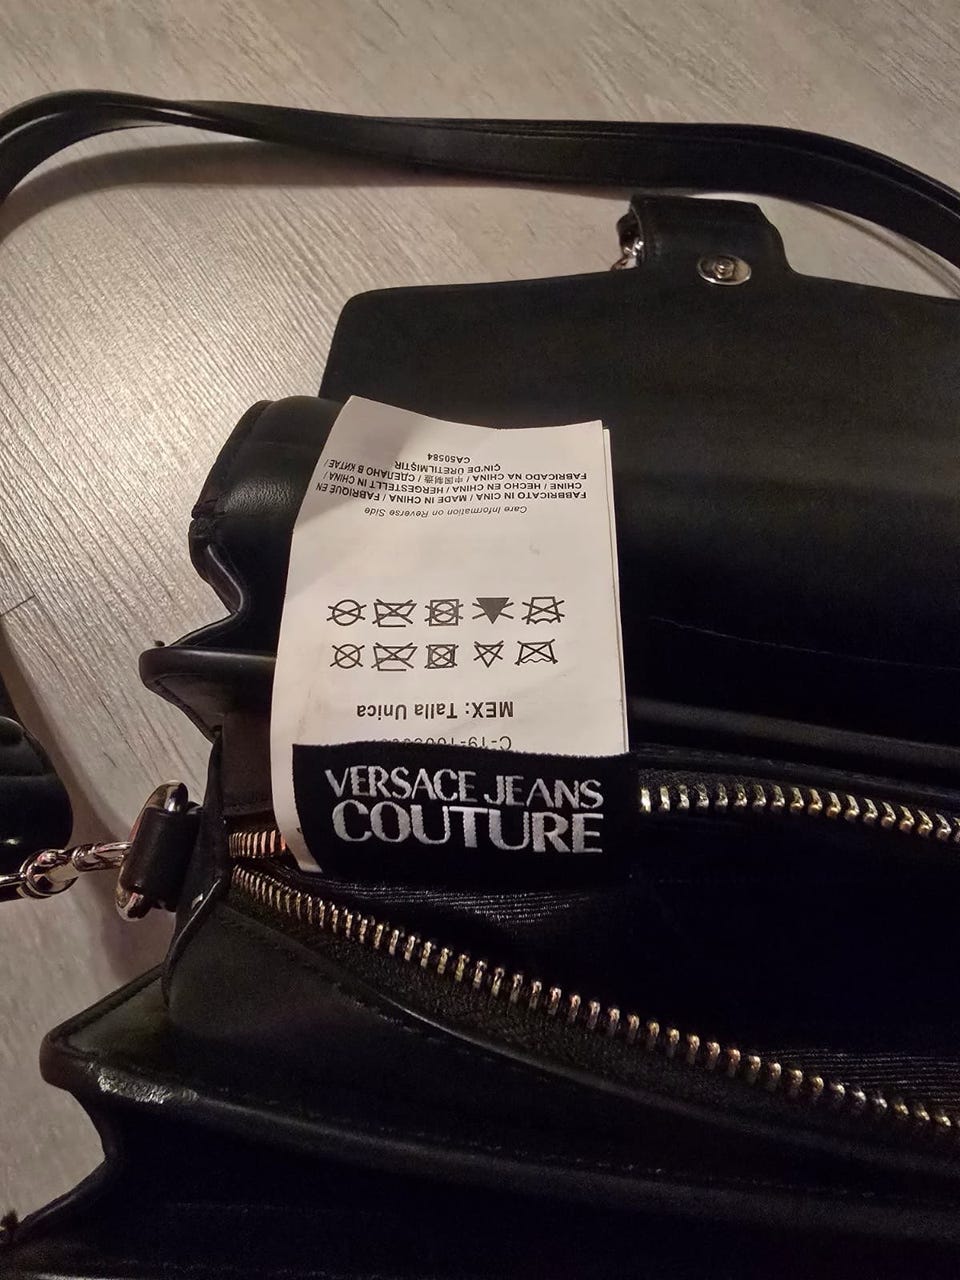 VERSACE JEANS
COUTURE
MEX: Talla Unica
Care Information on Reverse Side
FABRICATO IN CINA / MADE IN CHINA / FABRIQUÉ EN
CHINE / HECHO EN CHINA / HERGESTELLT IN CHINA /
FABRICADO NA CHINA / 中国制造 / СДЕЛАНО В КИТАЕ /
ÇİN'DE ÜRETİLMİŞTİR
CA50584